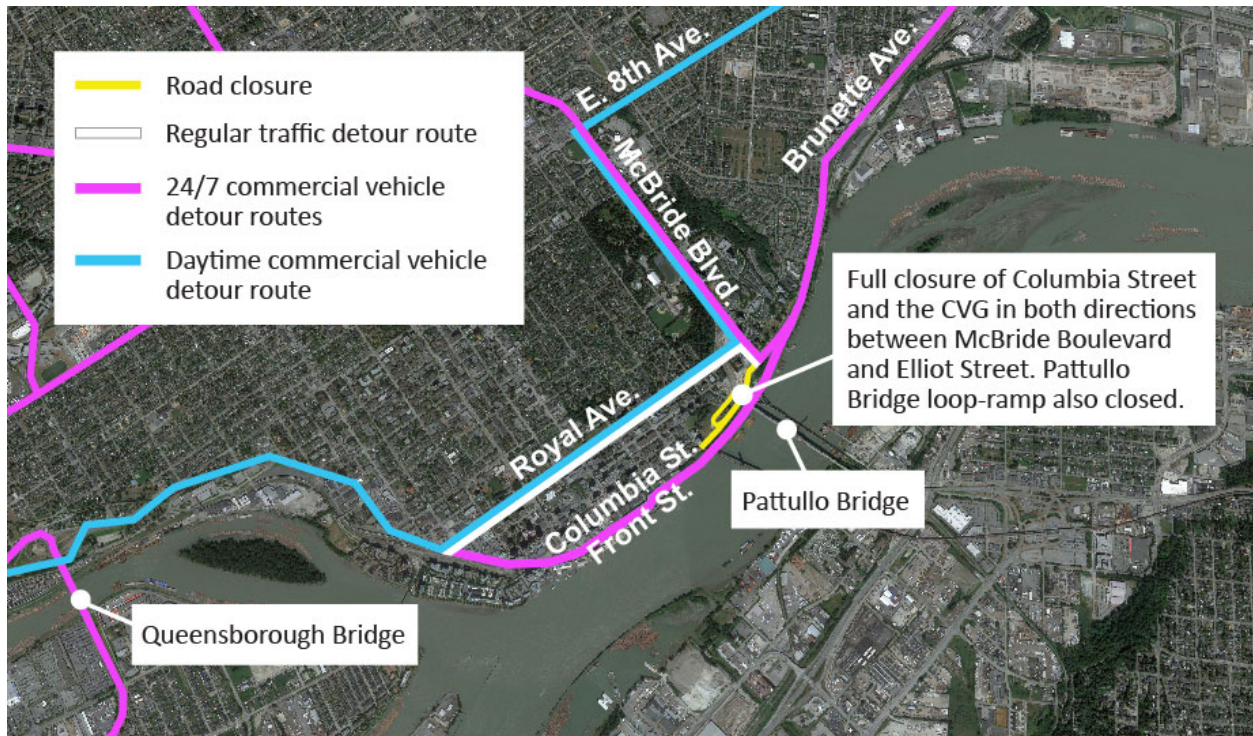 Road closure
Regular traffic detour route
24/7 commercial vehicle
detour routes
Daytime commercial vehicle
detour route
E. 8th Ave.
Brunette Ave.
McBride Blvd.
Full closure of Columbia Street
and the CVG in both directions
between McBride Boulevard
and Elliot Street. Pattullo
Bridge loop-ramp also closed.
Royal Ave.
Columbia St.
Front St.
Pattullo Bridge
Queensborough Bridge